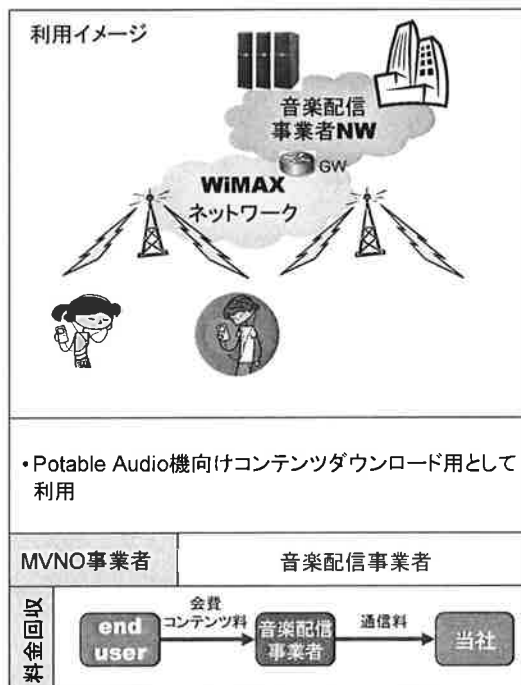 利用イメージ
音楽配信
事業者NW
GW
WiMAX
ネットワーク
•Potable Audio機向けコンテンツダウンロード用として
利用
MVNO事業者
音楽配信事業者
料金回収
end
user
会費
コンテンツ料
音楽配信
事業者
通信料
当社